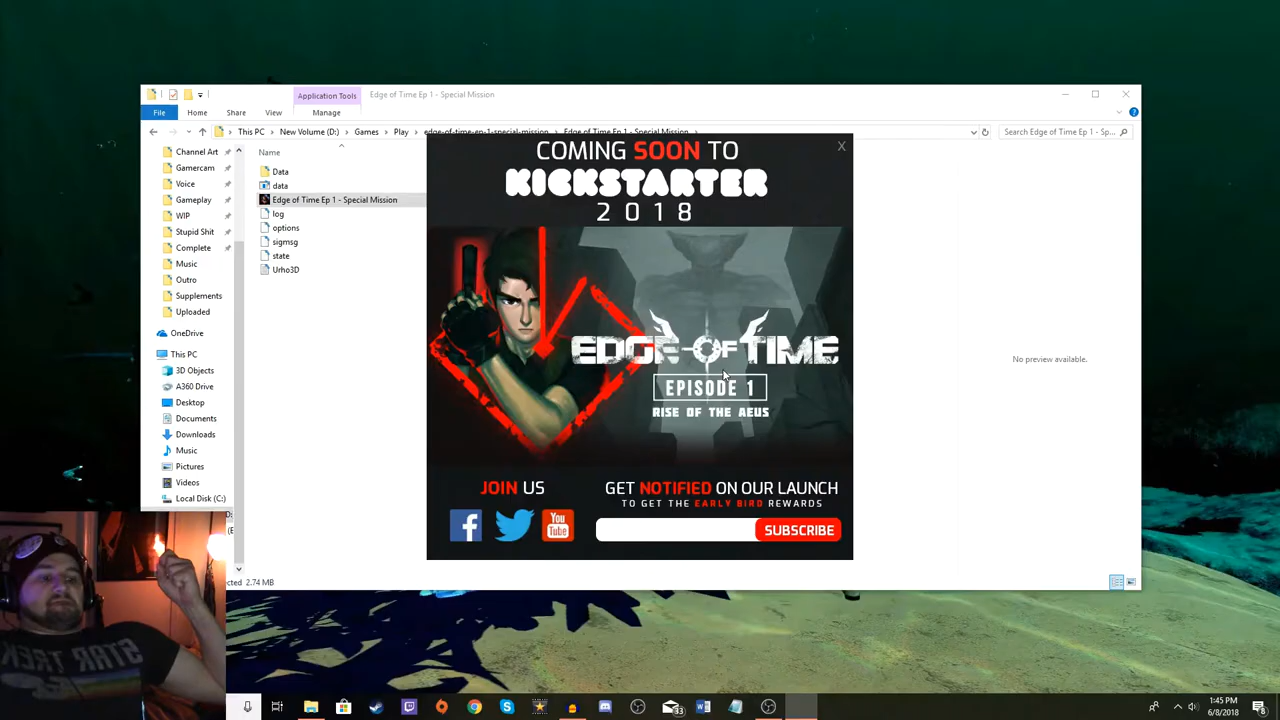 Application Tools
Edge of Time Ep 1 - Special Mission
File
Home
Share
View
Manage
This PC
New Volume (D:)
Games
Play
edge-of-time-ep-1-special-mission
Edge of Time Ep 1 - Special Mission
Search Edge of Time Ep 1 - Sp...
Channel Art
Gamercam
Voice
Gameplay
WIP
Stupid Shit
Complete
Music
Outro
Supplements
Uploaded
OneDrive
This PC
3D Objects
A360 Drive
Desktop
Documents
Downloads
Music
Pictures
Videos
Local Disk (C:)
Name
Data
data
Edge of Time Ep 1 - Special Mission
log
options
sigmsg
state
Urho3D
COMING SOON TO
KICKSTARTER
2018
X
EDGE OF TIME
EPISODE 1
RISE OF THE AEUS
JOIN US
You
Tube
GET NOTIFIED ON OUR LAUNCH
TO GET THE EARLY BIRD REWARDS
SUBSCRIBE
No preview available.
2.74 MB
STAR TREK
33
1:45 PM
6/8/2018